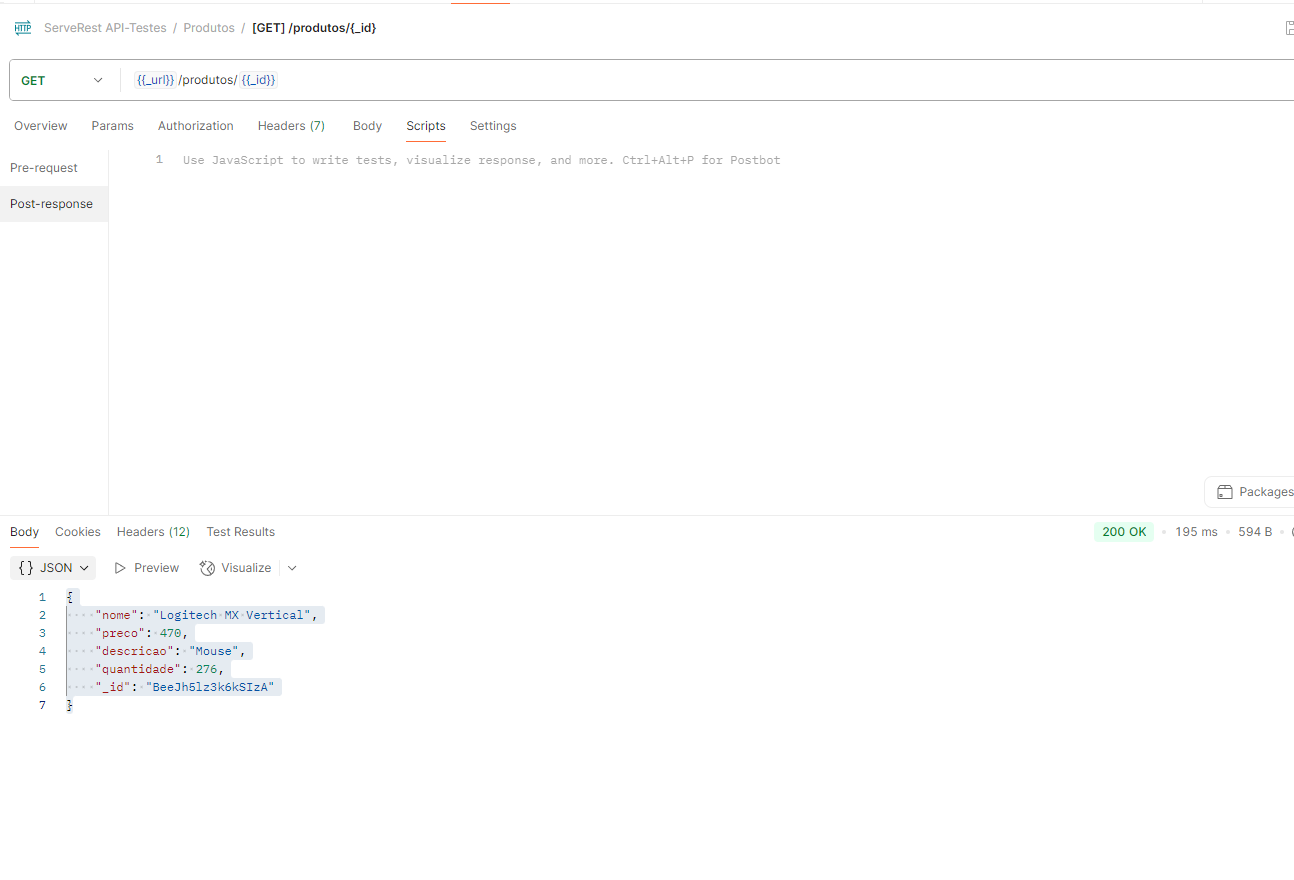 HTTP ServeRest API-Testes / Produtos / [GET] /produtos/{_id}
GET {{_url}} /produtos/ {{_id}}
Overview Params Authorization Headers (7) Body Scripts Settings
Pre-request
Post-response
1 Use JavaScript to write tests, visualize response, and more. Ctrl+Alt+P for Postbot
Packages
Body Cookies Headers (12) Test Results 200 OK • 195 ms • 594 B •
{} JSON Preview Visualize
1 {
2 "nome": "Logitech MX Vertical",
3 "preco": 470,
4 "descricao": "Mouse",
5 "quantidade": 276,
6 "_id": "BeeJh5lz3k6kSIzA"
7 }